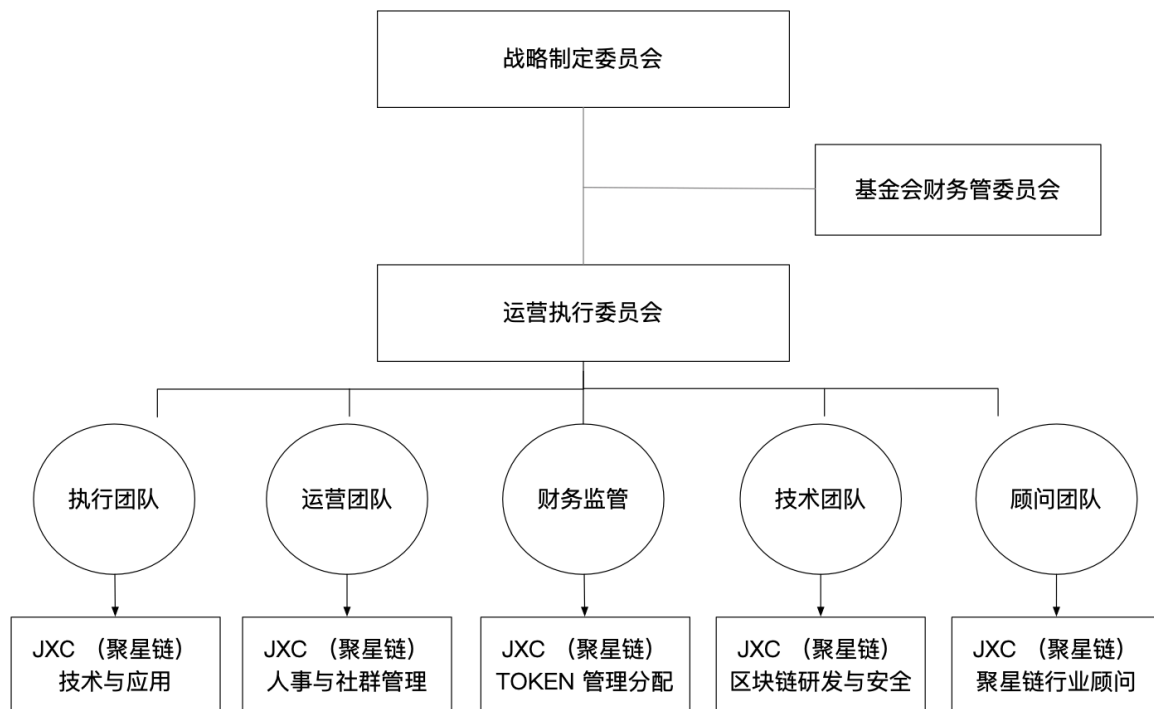 战略制定委员会
基金会财务管委员会
运营执行委员会
执行团队
运营团队
财务监管
技术团队
顾问团队
JXC （聚星链）
技术与应用
JXC （聚星链）
人事与社群管理
JXC （聚星链）
TOKEN 管理分配
JXC （聚星链）
区块链研发与安全
JXC （聚星链）
聚星链行业顾问